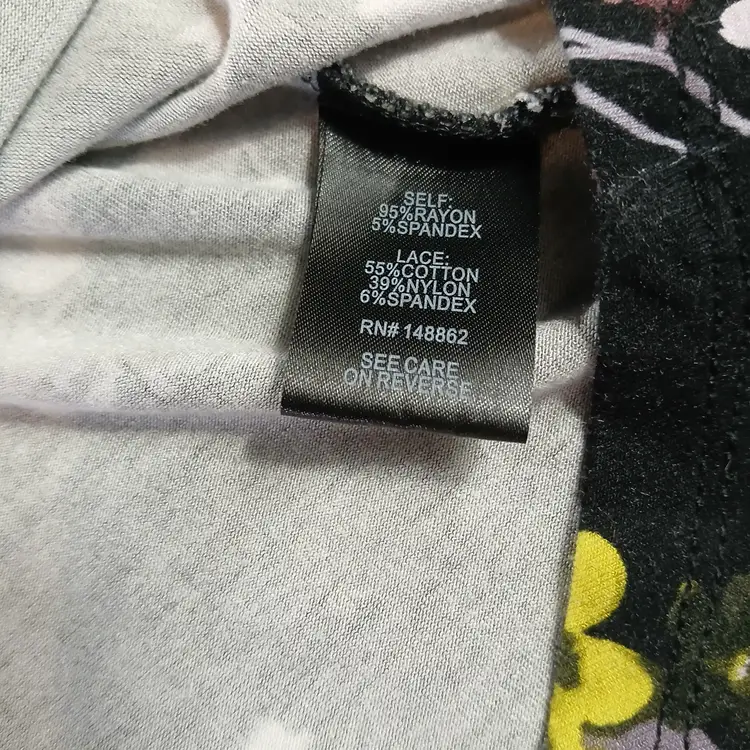 SELF:
95%RAYON
5%SPANDEX
LACE:
55%COTTON
39%NYLON
6%SPANDEX
RN# 148862
SEE CARE
ON REVERSE